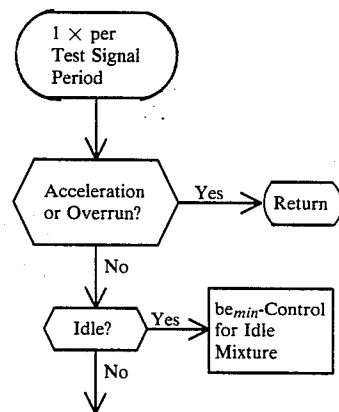 1 × per
Test Signal
Period
Acceleration
or Overrun?
Yes
Return
No
Idle?
Yes
be_min-Control
for Idle
Mixture
No